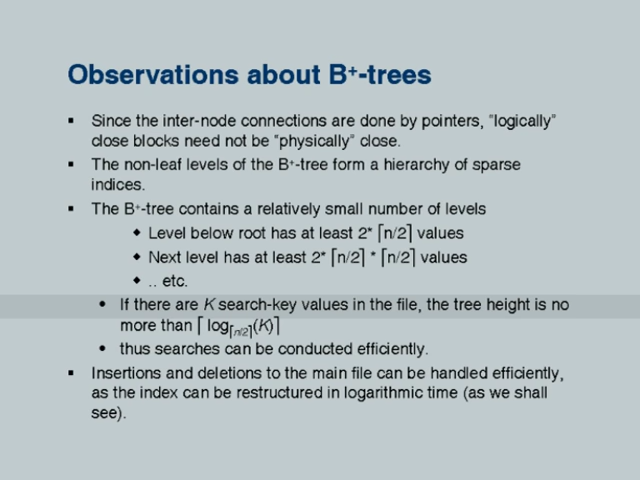 Observations about B+-trees
▪ Since the inter-node connections are done by pointers, "logically"
close blocks need not be "physically" close.
▪ The non-leaf levels of the B+-tree form a hierarchy of sparse
indices.
▪ The B+-tree contains a relatively small number of levels
◆ Level below root has at least 2* ⌈n/2⌉ values
◆ Next level has at least 2* ⌈n/2⌉ * ⌈n/2⌉ values
◆ .. etc.
• If there are K search-key values in the file, the tree height is no
more than ⌈ log⌈n/2⌉(K)⌉
• thus searches can be conducted efficiently.
▪ Insertions and deletions to the main file can be handled efficiently,
as the index can be restructured in logarithmic time (as we shall
see).